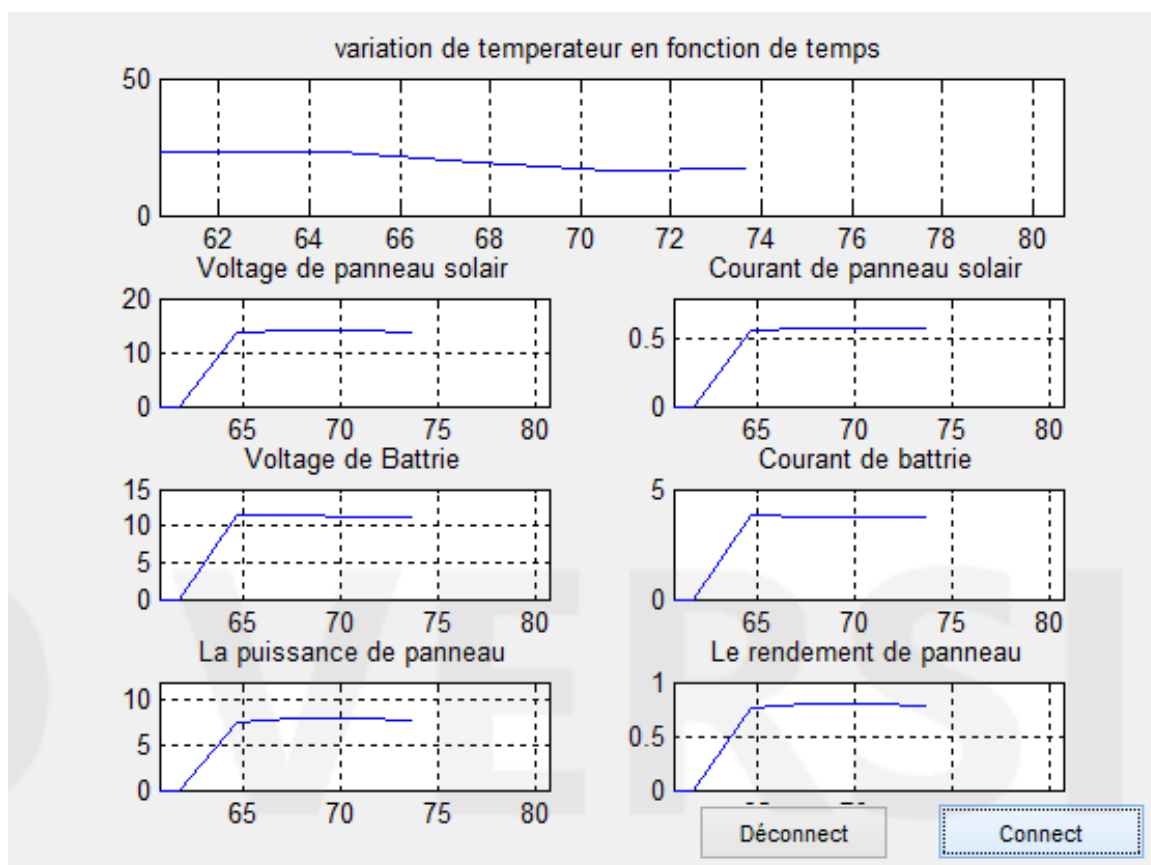 variation de temperateur en fonction de temps
50
0
62 64 66 68 70 72 74 76 78 80
Voltage de panneau solair
Courant de panneau solair
20
10
0
65 70 75 80
0.5
0
65 70 75 80
Voltage de Battrie
Courant de battrie
15
10
5
0
65 70 75 80
5
0
65 70 75 80
La puissance de panneau
Le rendement de panneau
10
5
0
65 70 75 80
1
0.5
0
Déconnect
Connect
VERSI